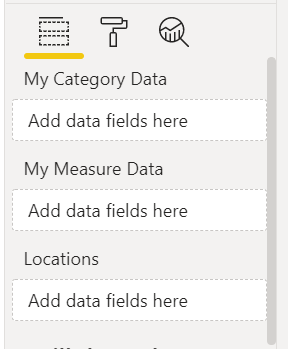 My Category Data
Add data fields here
My Measure Data
Add data fields here
Locations
Add data fields here